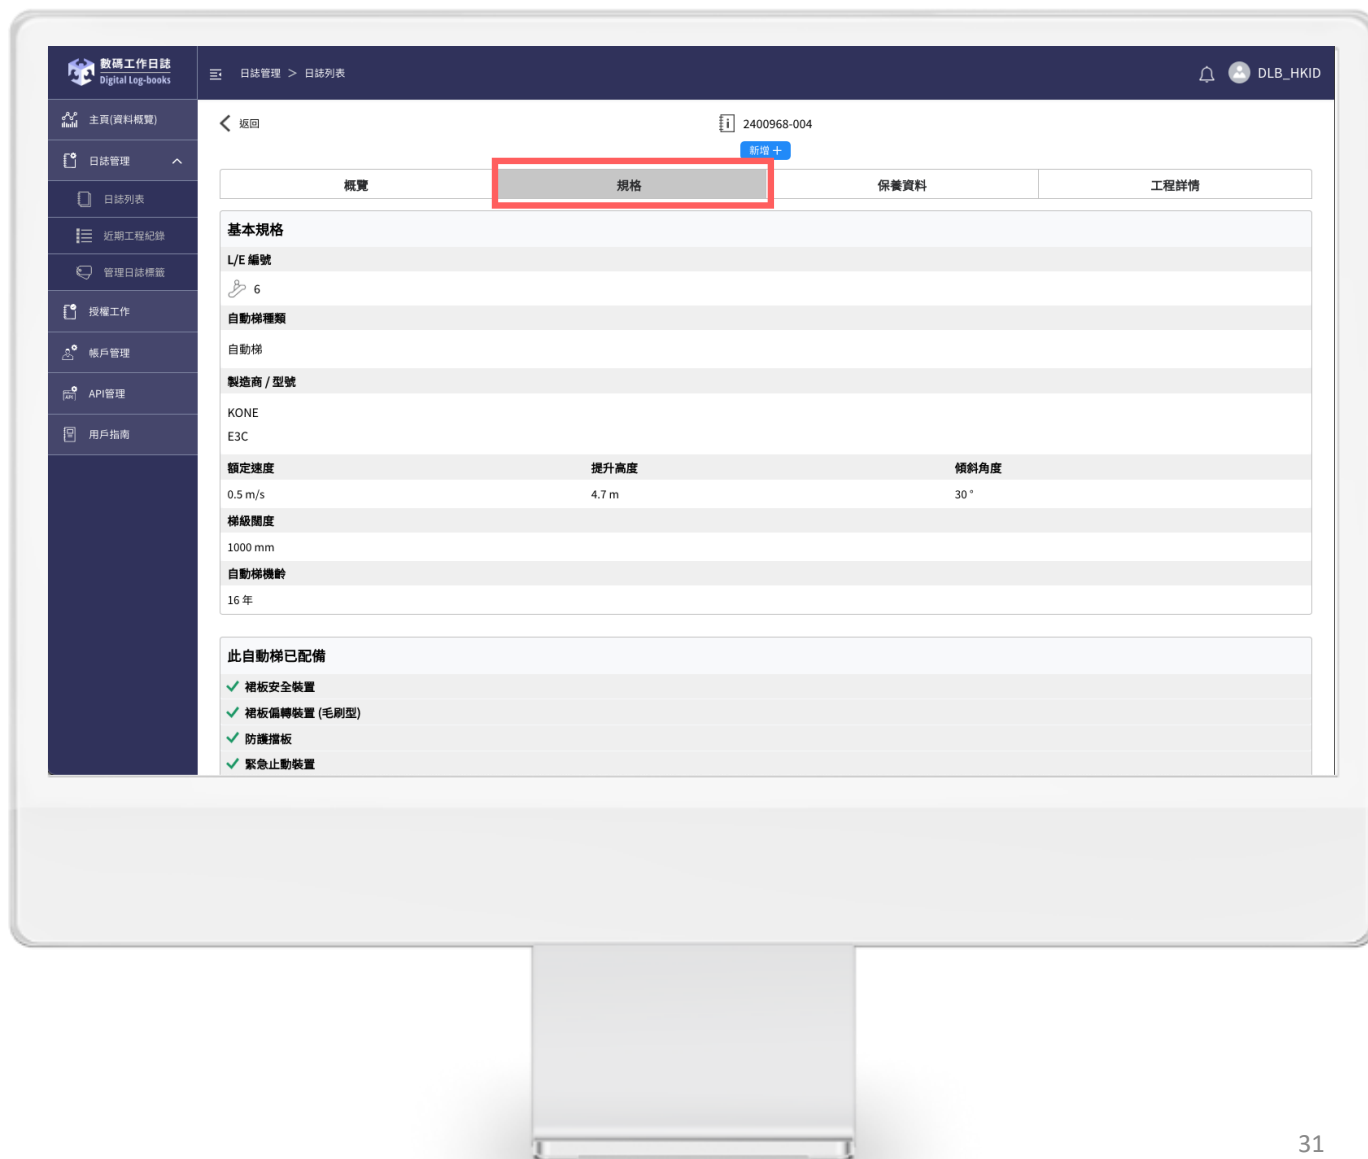 數碼工作日誌
Digital Log-books
日誌管理 > 日誌列表
DLB_HKID
主頁(資料概覽)
日誌管理
日誌列表
近期工程紀錄
管理日誌標籤
授權工作
帳戶管理
API管理
用戶指南
返回
2400968-004
新增 +
概覽 規格 保養資料 工程詳情
基本規格
L/E 編號
6
自動梯種類
自動梯
製造商 / 型號
KONE
E3C
額定速度 提升高度 傾斜角度
0.5 m/s 4.7 m 30 °
梯級闊度
1000 mm
自動梯機齡
16 年
此自動梯已配備
裙板安全裝置
裙板偏轉裝置 (毛刷型)
防護擋板
緊急止動裝置
31